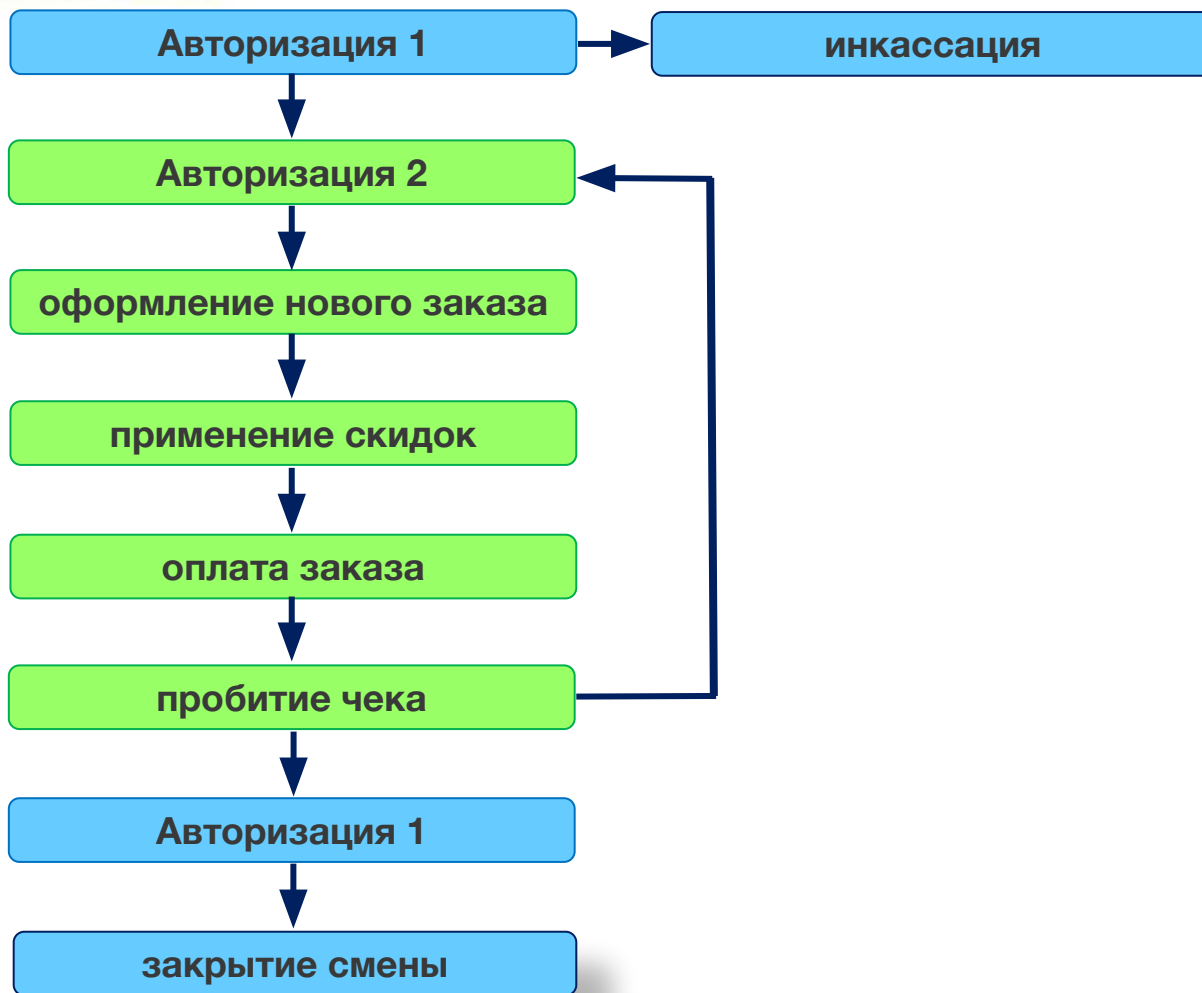 Авторизация 1
инкассация
Авторизация 2
оформление нового заказа
применение скидок
оплата заказа
пробитие чека
Авторизация 1
закрытие смены